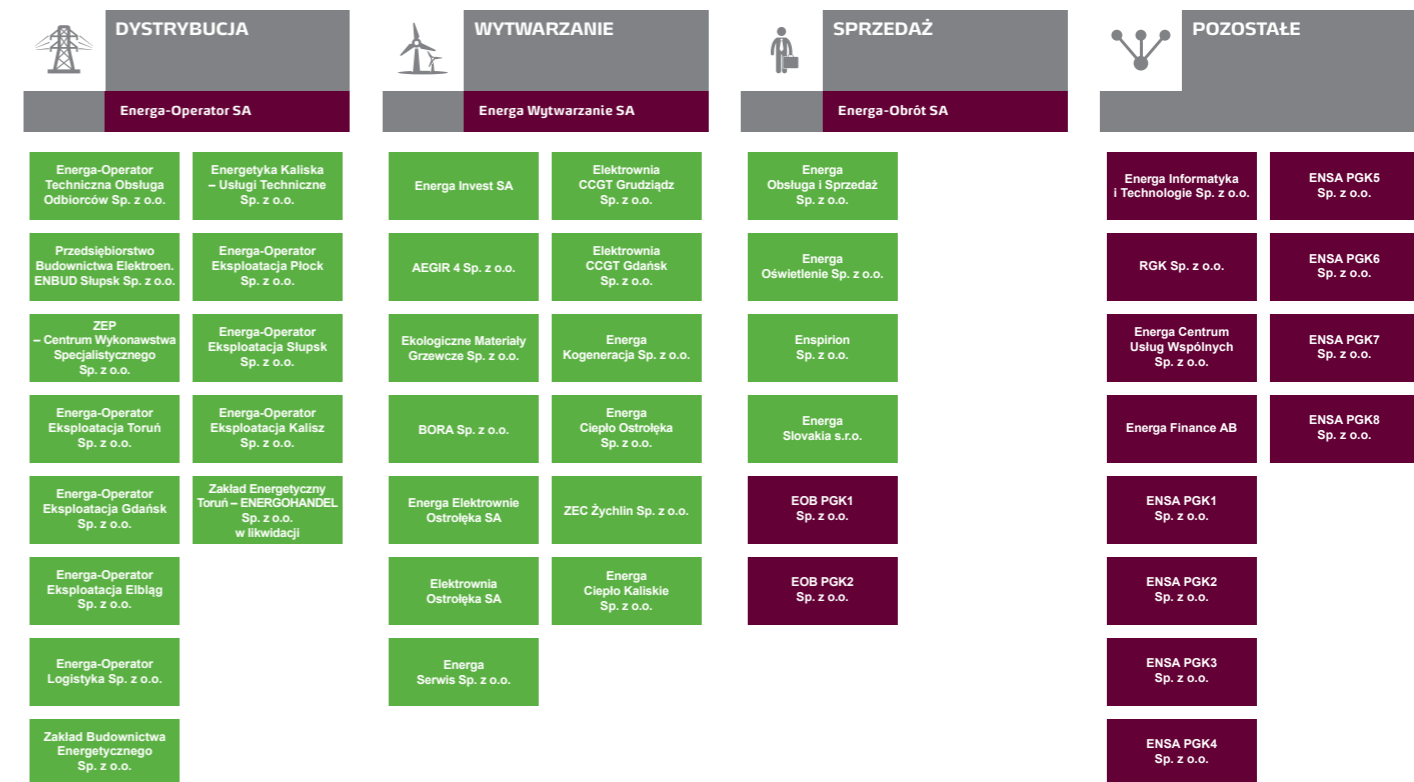 DYSTRYBUCJA
Energa-Operator SA
Energa-Operator
Techniczna Obsługa
Odbiorców Sp. z o.o.
Energetyka Kaliska
– Usługi Techniczne
Sp. z o.o.
Przedsiębiorstwo
Budownictwa Elektroen.
ENBUD Słupsk Sp. z o.o.
Energa-Operator
Eksploatacja Płock
Sp. z o.o.
ZEP
– Centrum Wykonawstwa
Specjalistycznego
Sp. z o.o.
Energa-Operator
Eksploatacja Słupsk
Sp. z o.o.
Energa-Operator
Eksploatacja Toruń
Sp. z o.o.
Energa-Operator
Eksploatacja Kalisz
Sp. z o.o.
Energa-Operator
Eksploatacja Gdańsk
Sp. z o.o.
Zakład Energetyczny
Toruń – ENERGOHANDEL
Sp. z o.o.
w likwidacji
Energa-Operator
Eksploatacja Elbląg
Sp. z o.o.
Energa-Operator
Logistyka Sp. z o.o.
Zakład Budownictwa
Energetycznego
Sp. z o.o.
WYTWARZANIE
Energa Wytwarzanie SA
Energa Invest SA
Elektrownia
CCGT Grudziądz
Sp. z o.o.
AEGIR 4 Sp. z o.o.
Elektrownia
CCGT Gdańsk
Sp. z o.o.
Ekologiczne Materiały
Grzewcze Sp. z o.o.
Energa
Kogeneracja Sp. z o.o.
BORA Sp. z o.o.
Energa
Ciepło Ostrołęka
Sp. z o.o.
Energa Elektrownie
Ostrołęka SA
ZEC Żychlin Sp. z o.o.
Elektrownia
Ostrołęka SA
Energa
Ciepło Kaliskie
Sp. z o.o.
Energa
Serwis Sp. z o.o.
SPRZEDAŻ
Energa-Obrót SA
Energa
Obsługa i Sprzedaż
Sp. z o.o.
Energa
Oświetlenie Sp. z o.o.
Enspirion
Sp. z o.o.
Energa
Slovakia s.r.o.
EOB PGK1
Sp. z o.o.
EOB PGK2
Sp. z o.o.
POZOSTAŁE
Energa Informatyka
i Technologie Sp. z o.o.
ENSA PGK5
Sp. z o.o.
RGK Sp. z o.o.
ENSA PGK6
Sp. z o.o.
Energa Centrum
Usług Wspólnych
Sp. z o.o.
ENSA PGK7
Sp. z o.o.
Energa Finance AB
ENSA PGK8
Sp. z o.o.
ENSA PGK1
Sp. z o.o.
ENSA PGK2
Sp. z o.o.
ENSA PGK3
Sp. z o.o.
ENSA PGK4
Sp. z o.o.